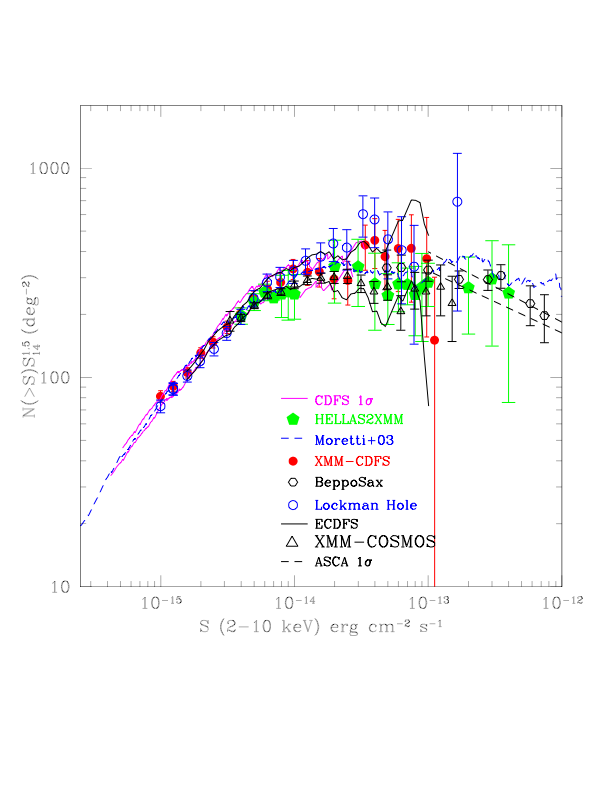 1000
100
10
N(>S)S₁₄^1.5 (deg⁻²)
CDFS 1σ
HELLAS2XMM
Moretti+03
XMM-CDFS
BeppoSax
Lockman Hole
ECDFS
XMM-COSMOS
ASCA 1σ
10⁻¹⁵ 10⁻¹⁴ 10⁻¹³ 10⁻¹²
S (2-10 keV) erg cm⁻² s⁻¹